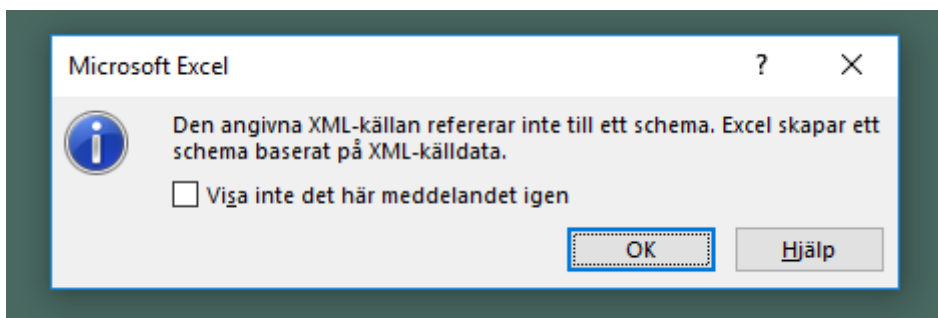 Microsoft Excel
Den angivna XML-källan refererar inte till ett schema. Excel skapar ett
schema baserat på XML-källdata.
Visa inte det här meddelandet igen
OK Hjälp